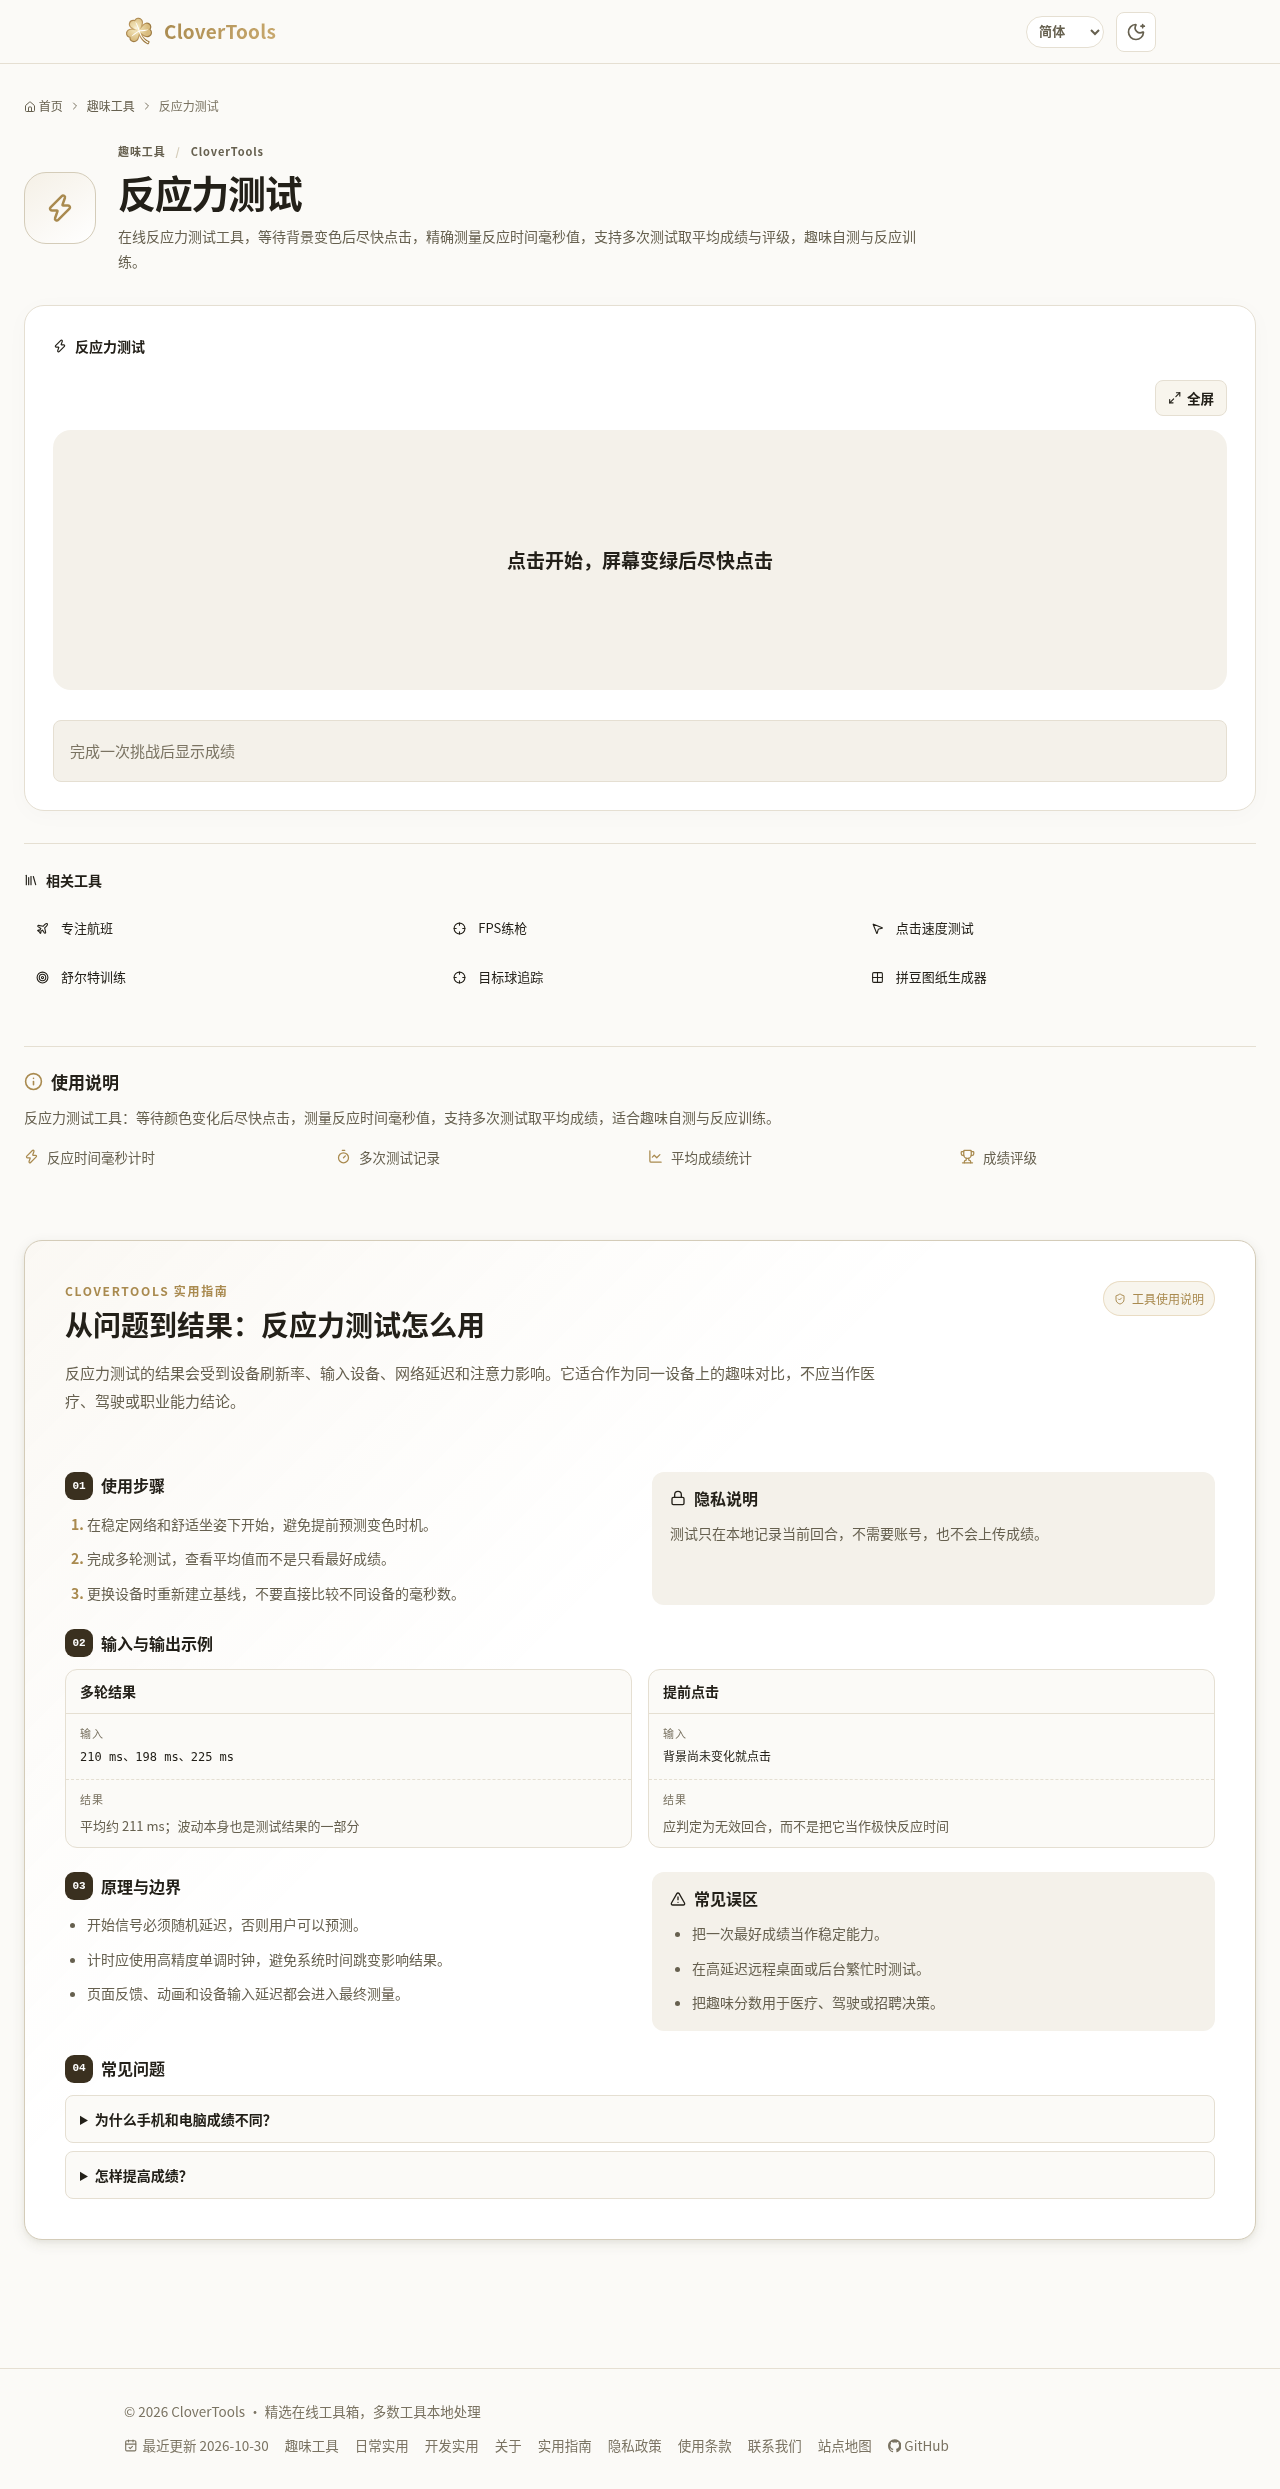 CloverTools
简体
首页 > 趣味工具 > 反应力测试
趣味工具 / CloverTools
反应力测试
在线反应力测试工具，等待背景变色后尽快点击，精确测量反应时间毫秒值，支持多次测试取平均成绩与评级，趣味自测与反应训
练。
反应力测试
全屏
点击开始，屏幕变绿后尽快点击
完成一次挑战后显示成绩
相关工具
专注航班
FPS练枪
点击速度测试
舒尔特训练
目标球追踪
拼豆图纸生成器
使用说明
反应力测试工具：等待颜色变化后尽快点击，测量反应时间毫秒值，支持多次测试取平均成绩，适合趣味自测与反应训练。
反应时间毫秒计时
多次测试记录
平均成绩统计
成绩评级
CLOVERTOOLS 实用指南
工具使用说明
从问题到结果：反应力测试怎么用
反应力测试的结果会受到设备刷新率、输入设备、网络延迟和注意力影响。它适合作为同一设备上的趣味对比，不应当作医
疗、驾驶或职业能力结论。
01 使用步骤
1. 在稳定网络和舒适坐姿下开始，避免提前预测变色时机。
2. 完成多轮测试，查看平均值而不是只看最好成绩。
3. 更换设备时重新建立基线，不要直接比较不同设备的毫秒数。
隐私说明
测试只在本地记录当前回合，不需要账号，也不会上传成绩。
02 输入与输出示例
多轮结果
输入
210 ms、198 ms、225 ms
结果
平均约 211 ms；波动本身也是测试结果的一部分
提前点击
输入
背景尚未变化就点击
结果
应判定为无效回合，而不是把它当作极快反应时间
03 原理与边界
• 开始信号必须随机延迟，否则用户可以预测。
• 计时应使用高精度单调时钟，避免系统时间跳变影响结果。
• 页面反馈、动画和设备输入延迟都会进入最终测量。
常见误区
• 把一次最好成绩当作稳定能力。
• 在高延迟远程桌面或后台繁忙时测试。
• 把趣味分数用于医疗、驾驶或招聘决策。
04 常见问题
为什么手机和电脑成绩不同？
怎样提高成绩？
© 2026 CloverTools · 精选在线工具箱，多数工具本地处理
最近更新 2026-10-30 趣味工具 日常实用 开发实用 关于 实用指南 隐私政策 使用条款 联系我们 站点地图 GitHub